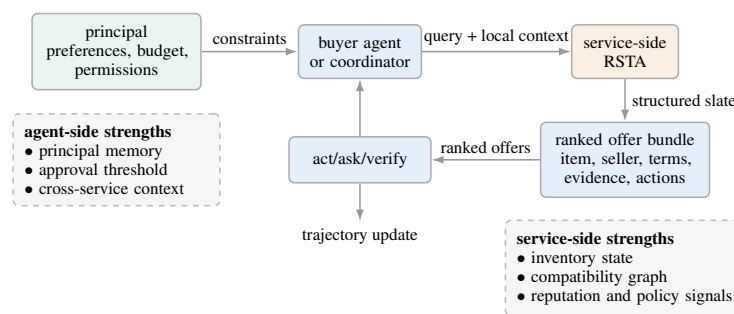 principal
preferences, budget,
permissions
constraints
buyer agent
or coordinator
query + local context
service-side
RSTA
structured slate
agent-side strengths
● principal memory
● approval threshold
● cross-service context
act/ask/verify
ranked offers
ranked offer bundle
item, seller, terms,
evidence, actions
trajectory update
service-side strengths
● inventory state
● compatibility graph
● reputation and policy signals